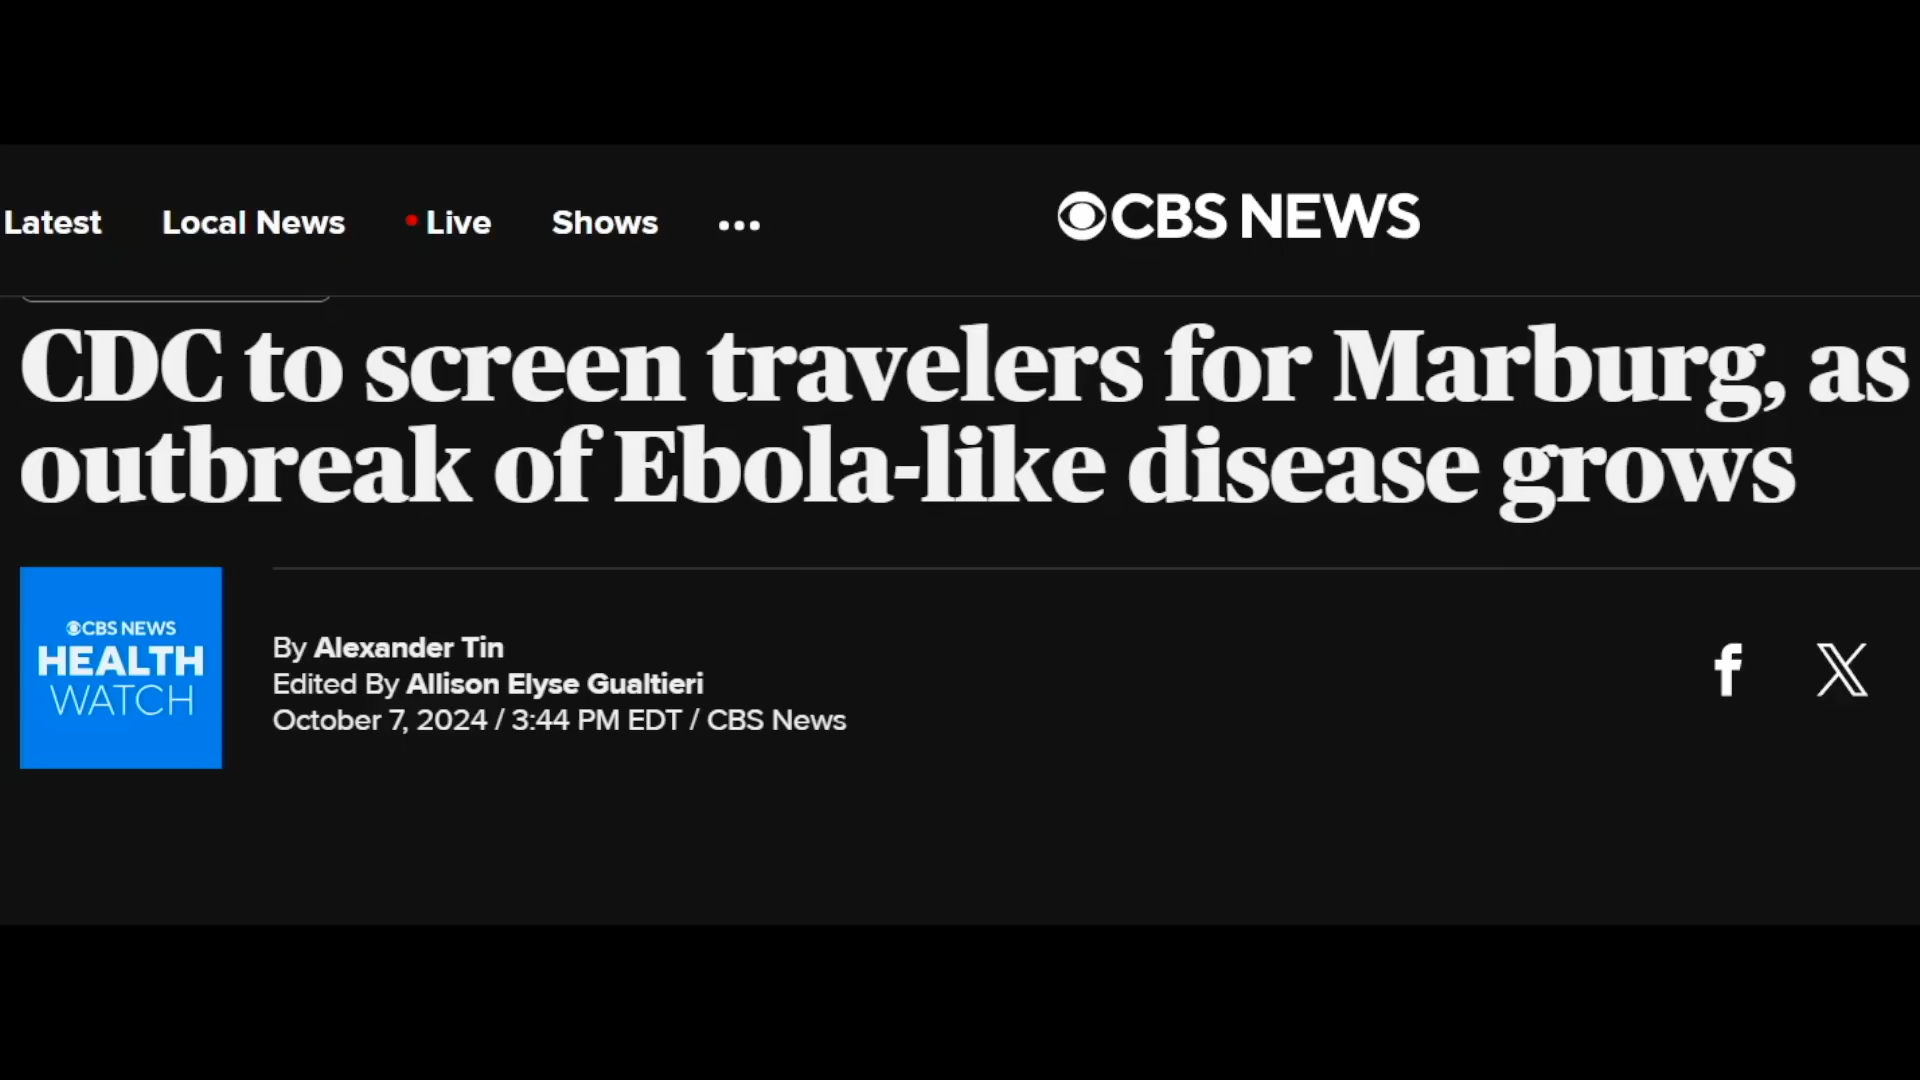 Latest Local News Live Shows ...
CBS NEWS
CDC to screen travelers for Marburg, as
outbreak of Ebola-like disease grows
CBS NEWS
HEALTH
WATCH
By Alexander Tin
Edited By Allison Elyse Gualtieri
October 7, 2024 / 3:44 PM EDT / CBS News